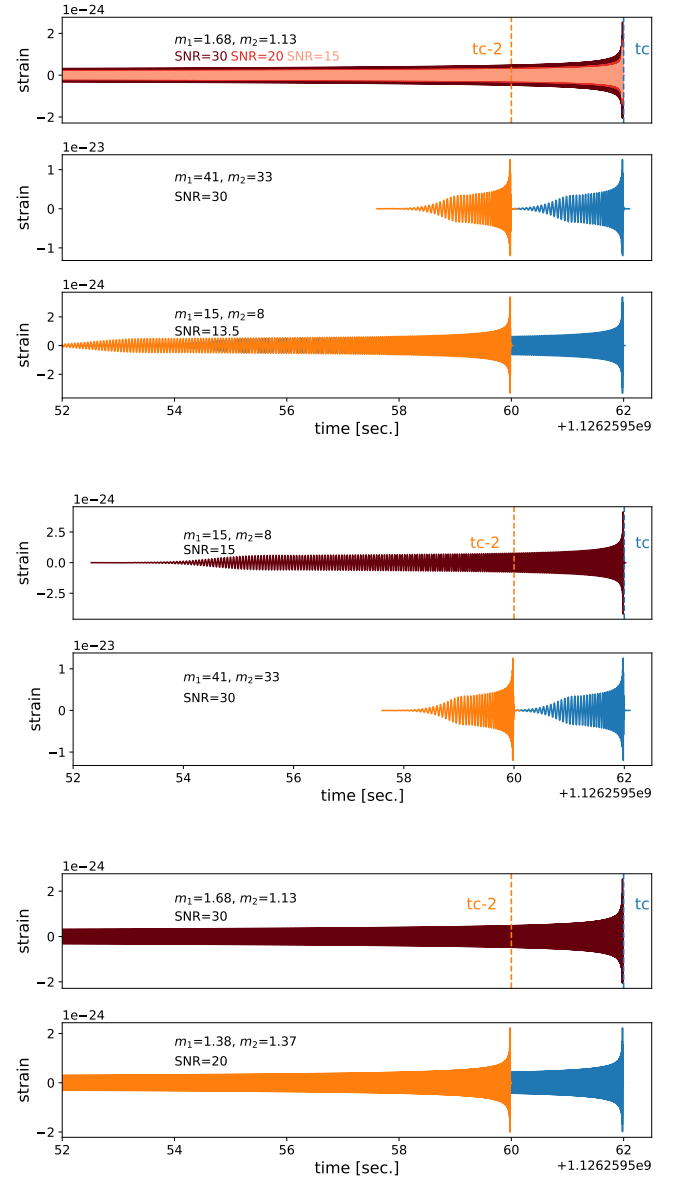 1e−24
m₁=1.68, m₂=1.13
SNR=30 SNR=20 SNR=15
tc-2
tc
strain
2
0
−2
1e−23
m₁=41, m₂=33
SNR=30
strain
1
0
−1
1e−24
m₁=15, m₂=8
SNR=13.5
strain
2
0
−2
52 54 56 58 60 62
time [sec.]
+1.1262595e9
1e−24
m₁=15, m₂=8
SNR=15
tc-2
tc
strain
2.5
0.0
−2.5
1e−23
m₁=41, m₂=33
SNR=30
strain
1
0
−1
52 54 56 58 60 62
time [sec.]
+1.1262595e9
1e−24
m₁=1.68, m₂=1.13
SNR=30
tc-2
tc
strain
2
0
−2
1e−24
m₁=1.38, m₂=1.37
SNR=20
strain
2
0
−2
52 54 56 58 60 62
time [sec.]
+1.1262595e9